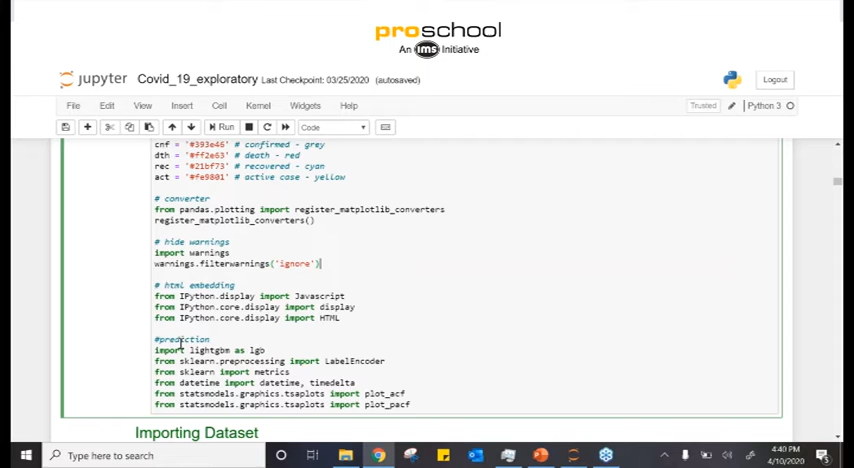 proschool
An ims Initiative
jupyter Covid_19_exploratory Last Checkpoint: 03/25/2020 (autosaved)
Logout
File Edit View Insert Cell Kernel Widgets Help
Trusted Python 3
Run Code
cnf = '#393e46' # confirmed - grey
dth = '#ff2e63' # death - red
rec = '#21bf73' # recovered - cyan
act = '#fe9801' # active case - yellow
# converter
from pandas.plotting import register_matplotlib_converters
register_matplotlib_converters()
# hide warnings
import warnings
warnings.filterwarnings('ignore')
# html embedding
from IPython.display import Javascript
from IPython.core.display import display
from IPython.core.display import HTML
#prediction
import lightgbm as lgb
from sklearn.preprocessing import LabelEncoder
from sklearn import metrics
from datetime import datetime, timedelta
from statsmodels.graphics.tsaplots import plot_acf
from statsmodels.graphics.tsaplots import plot_pacf
Importing Dataset
Type here to search
4:40 PM
4/10/2020